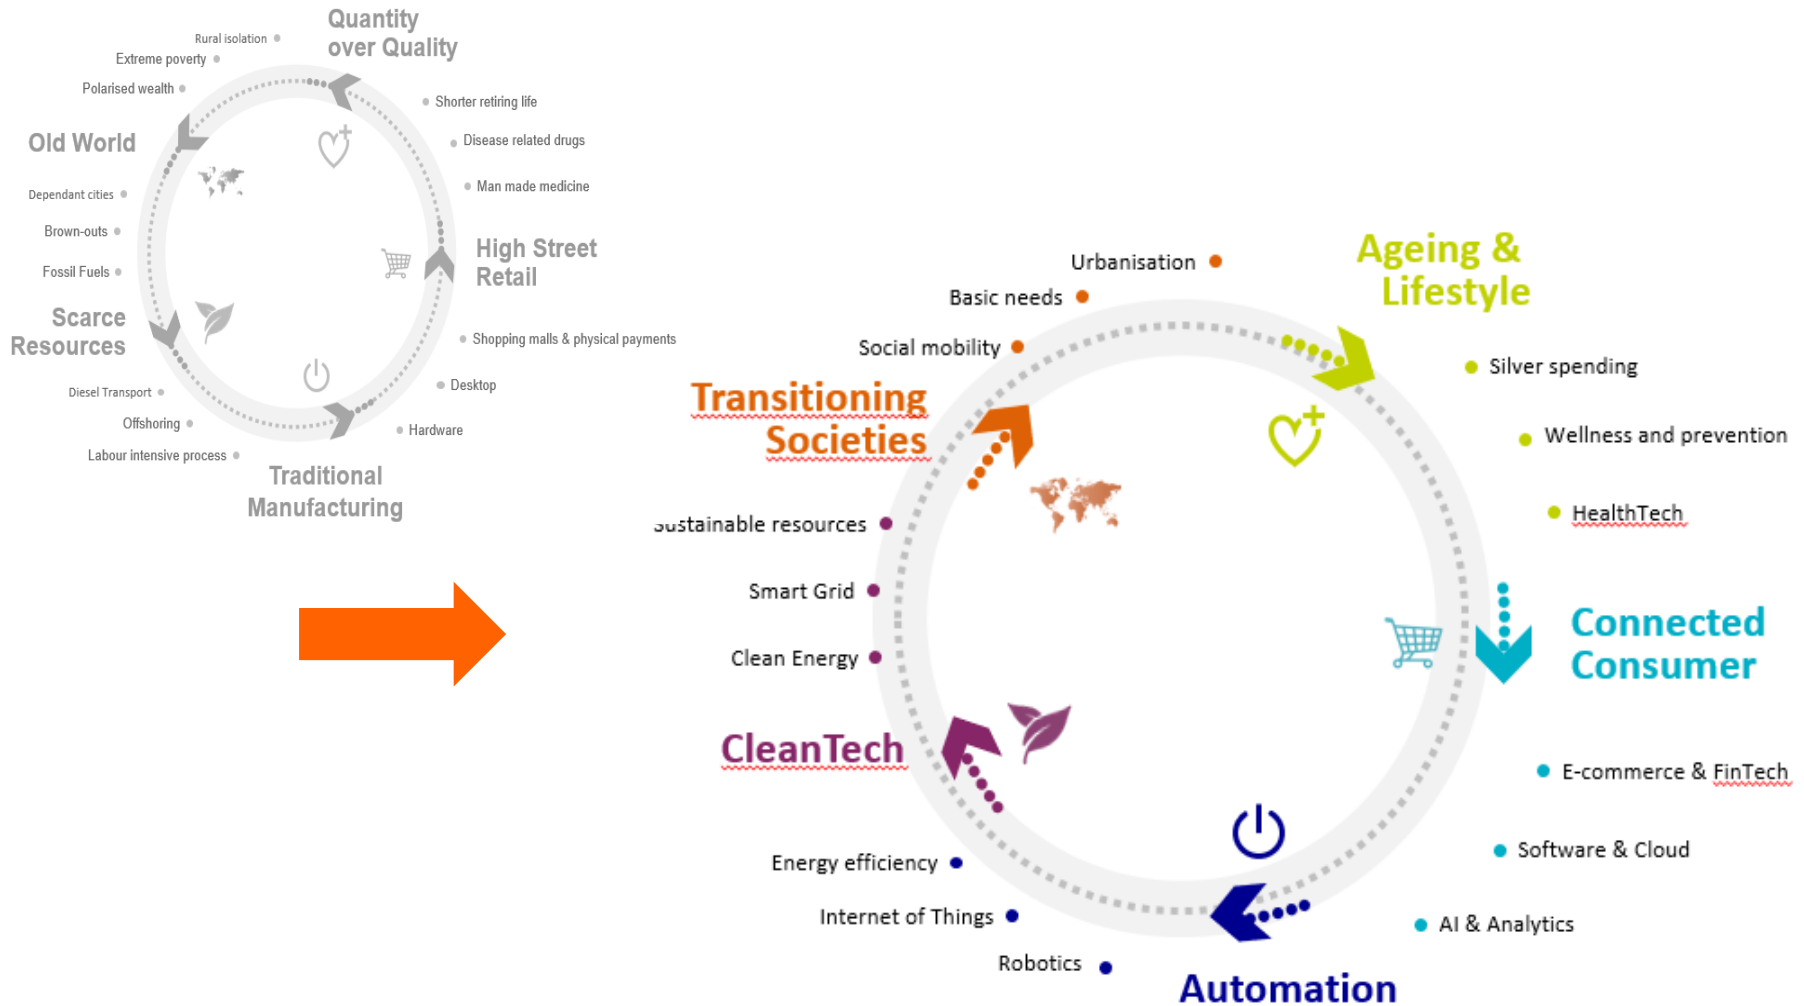 Quantity
over Quality
Rural isolation
Extreme poverty
Polarised wealth
Old World
Dependant cities
Brown-outs
Fossil Fuels
Scarce
Resources
Diesel Transport
Offshoring
Labour intensive process
Traditional
Manufacturing
Shorter retiring life
Disease related drugs
Man made medicine
High Street
Retail
Shopping malls & physical payments
Desktop
Hardware
Urbanisation
Basic needs
Social mobility
Transitioning
Societies
Sustainable resources
Smart Grid
Clean Energy
CleanTech
Energy efficiency
Internet of Things
Robotics
Automation
Ageing &
Lifestyle
Silver spending
Wellness and prevention
HealthTech
Connected
Consumer
E-commerce & FinTech
Software & Cloud
AI & Analytics